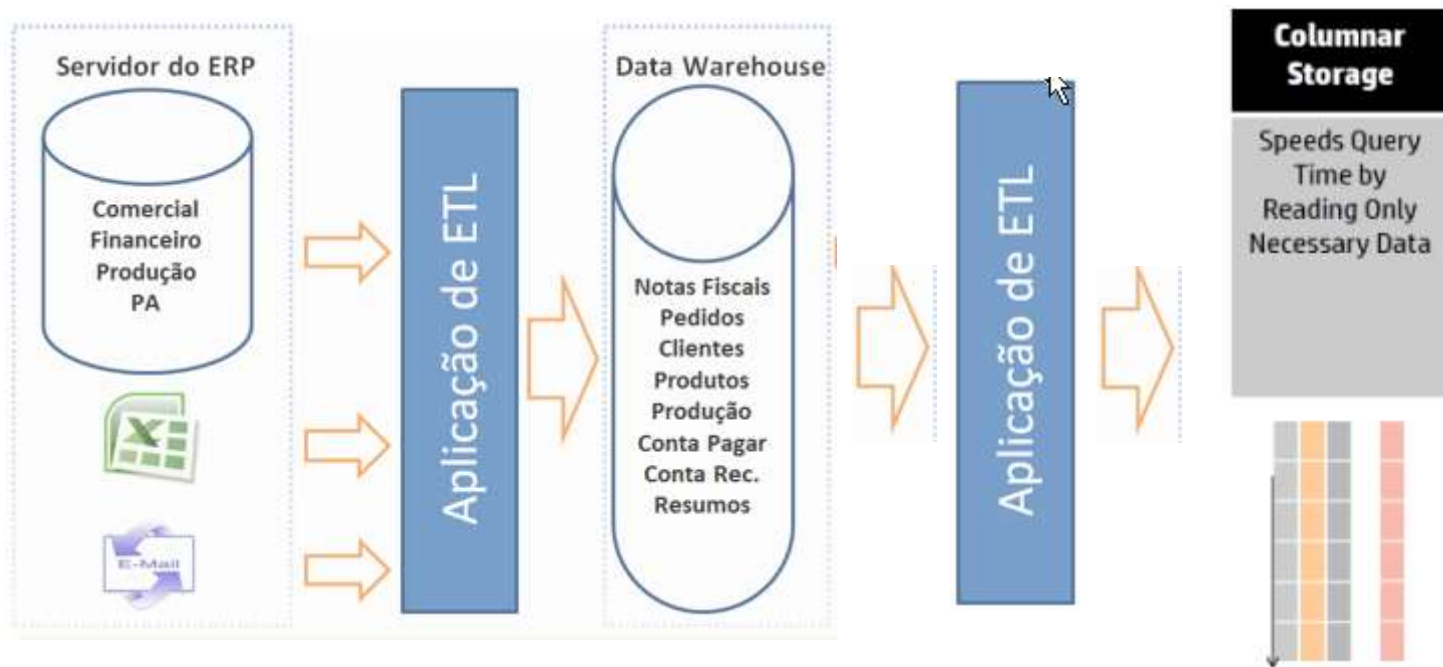 Servidor do ERP
Comercial
Financeiro
Produção
PA
E-Mail
Aplicação de ETL
Data Warehouse
Notas Fiscais
Pedidos
Clientes
Produtos
Produção
Conta Pagar
Conta Rec.
Resumos
Aplicação de ETL
Columnar
Storage
Speeds Query
Time by
Reading Only
Necessary Data